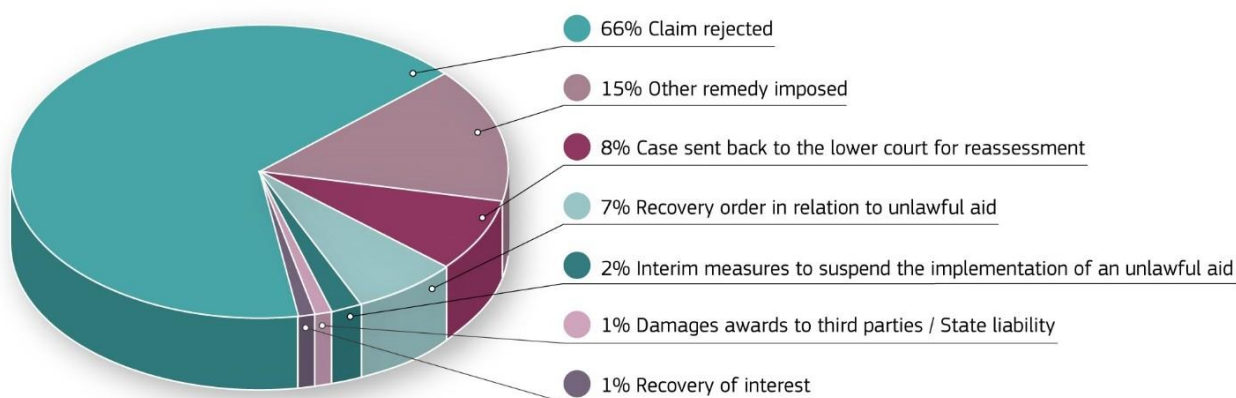 66% Claim rejected
15% Other remedy imposed
8% Case sent back to the lower court for reassessment
7% Recovery order in relation to unlawful aid
2% Interim measures to suspend the implementation of an unlawful aid
1% Damages awards to third parties / State liability
1% Recovery of interest